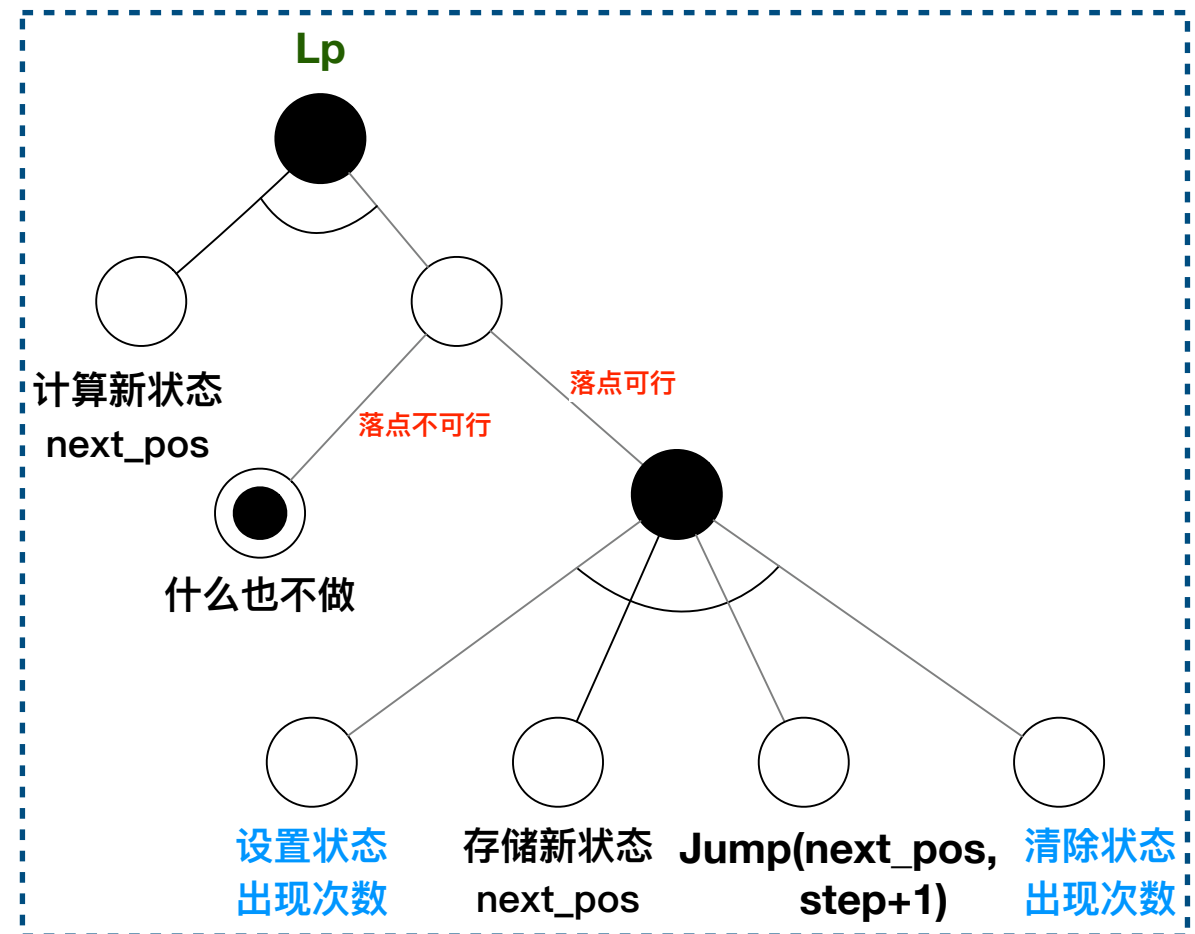 Lp
计算新状态
next_pos
落点可行
落点不可行
什么也不做
设置状态
出现次数
存储新状态
next_pos
Jump(next_pos,
step+1)
清除状态
出现次数